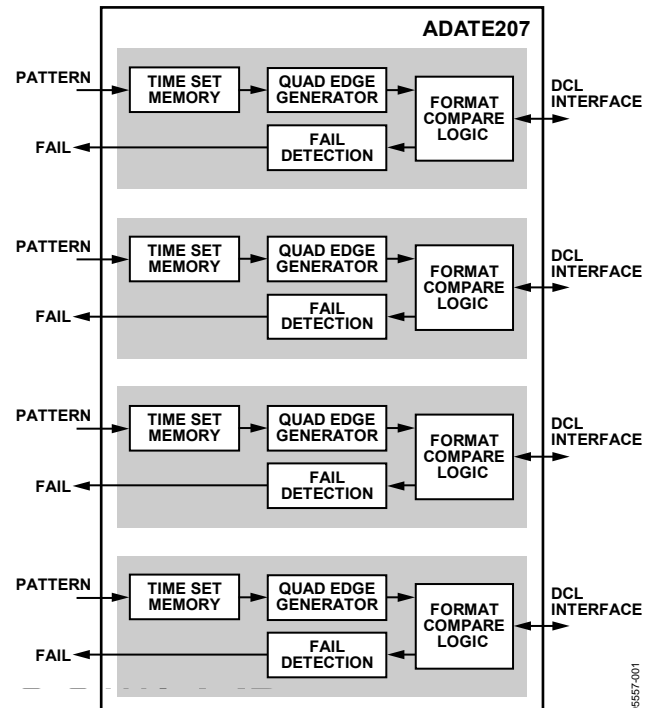 ADATE207
PATTERN
TIME SET
MEMORY
QUAD EDGE
GENERATOR
FORMAT
COMPARE
LOGIC
DCL
INTERFACE
FAIL
FAIL
DETECTION
PATTERN
TIME SET
MEMORY
QUAD EDGE
GENERATOR
FORMAT
COMPARE
LOGIC
DCL
INTERFACE
FAIL
FAIL
DETECTION
PATTERN
TIME SET
MEMORY
QUAD EDGE
GENERATOR
FORMAT
COMPARE
LOGIC
DCL
INTERFACE
FAIL
FAIL
DETECTION
PATTERN
TIME SET
MEMORY
QUAD EDGE
GENERATOR
FORMAT
COMPARE
LOGIC
DCL
INTERFACE
FAIL
FAIL
DETECTION